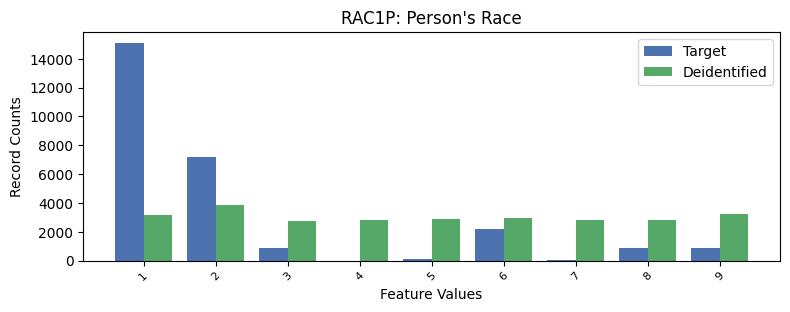 RAC1P: Person's Race
Target
Deidentified
Record Counts
14000
12000
10000
8000
6000
4000
2000
0
1 2 3 4 5 6 7 8 9
Feature Values